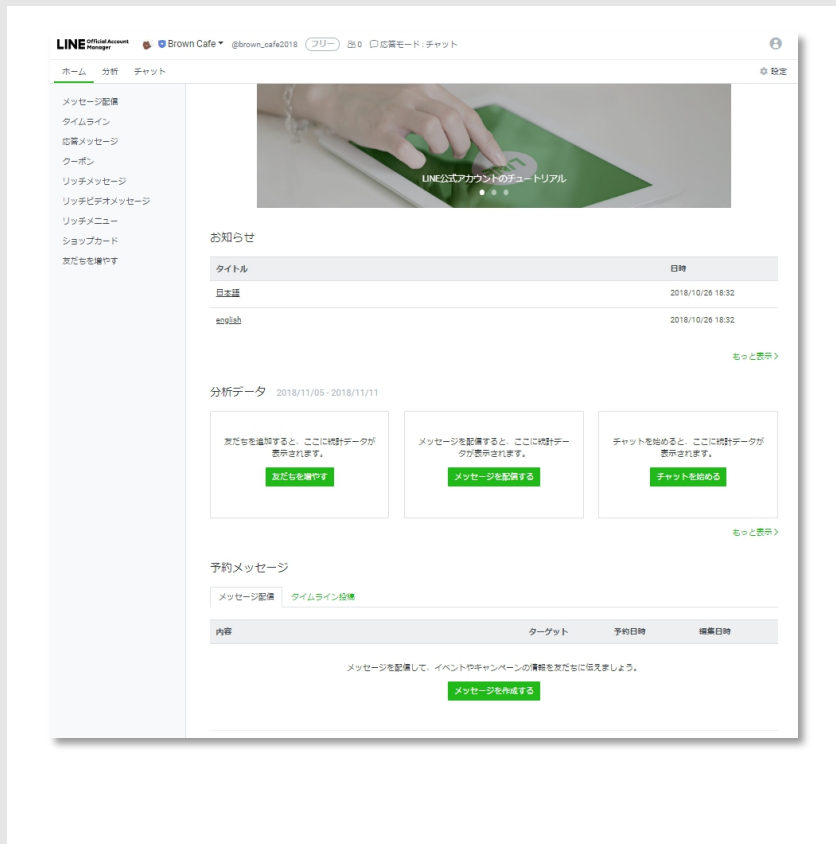 LINE Official Account Manager Brown Cafe @brown_cafe2018 フリー 0 応答モード:チャット
ホーム 分析 チャット 設定
メッセージ配信
タイムライン
応答メッセージ
クーポン
リッチメッセージ
リッチビデオメッセージ
リッチメニュー
ショップカード
友だちを増やす
LINE公式アカウントのチュートリアル
お知らせ
タイトル 日時
日本語 2018/10/26 18:32
english 2018/10/26 18:32
もっと表示
分析データ 2018/11/05 - 2018/11/11
友だちを追加すると、ここに統計データが
表示されます。
友だちを増やす
メッセージを配信すると、ここに統計デー
タが表示されます。
メッセージを配信する
チャットを始めると、ここに統計データが
表示されます。
チャットを始める
もっと表示
予約メッセージ
メッセージ配信 タイムライン投稿
内容 ターゲット 予約日時 編集日時
メッセージを配信して、イベントやキャンペーンの情報を友だちに伝えましょう。
メッセージを作成する